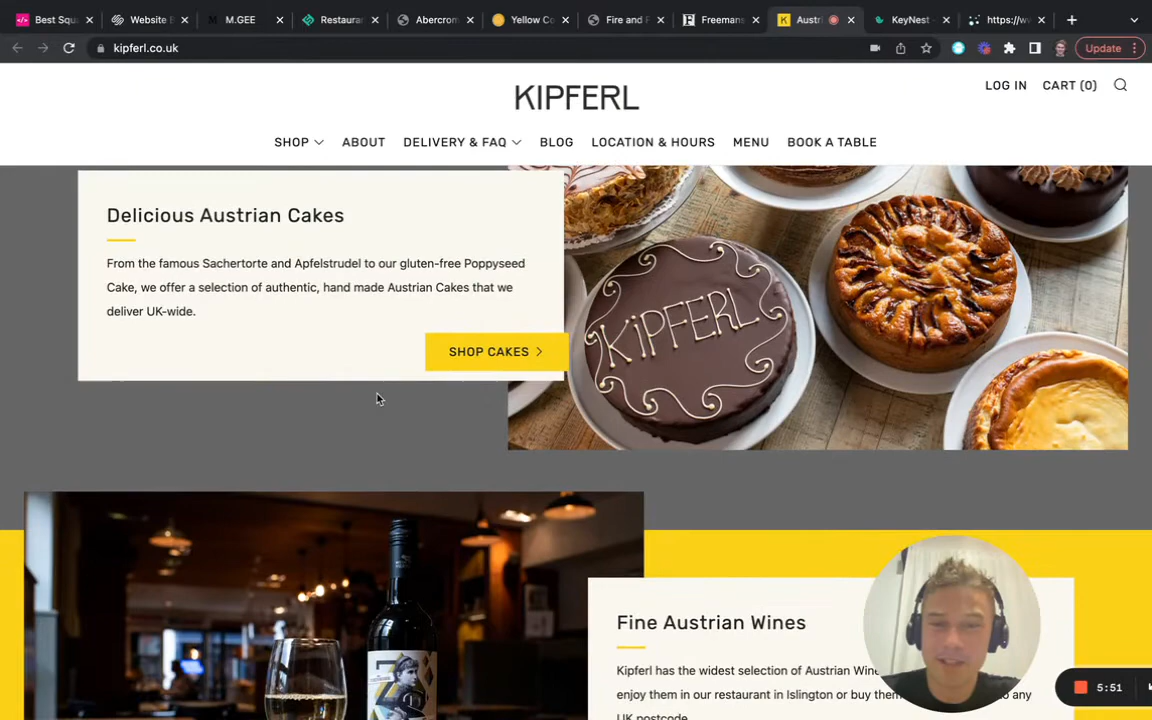 Best Squ
Website E
M.GEE
Restaura
Abercrom
Yellow Co
Fire and F
Freemans
Austri
KeyNest
https://w
kipferl.co.uk
Update
KIPFERL
LOG IN
CART (0)
SHOP
ABOUT
DELIVERY & FAQ
BLOG
LOCATION & HOURS
MENU
BOOK A TABLE
Delicious Austrian Cakes
From the famous Sachertorte and Apfelstrudel to our gluten-free Poppyseed
Cake, we offer a selection of authentic, hand made Austrian Cakes that we
deliver UK-wide.
SHOP CAKES
KIPFERL
Fine Austrian Wines
Kipferl has the widest selection of Austrian Wine
enjoy them in our restaurant in Islington or buy them to any
UK postcode.
5:51